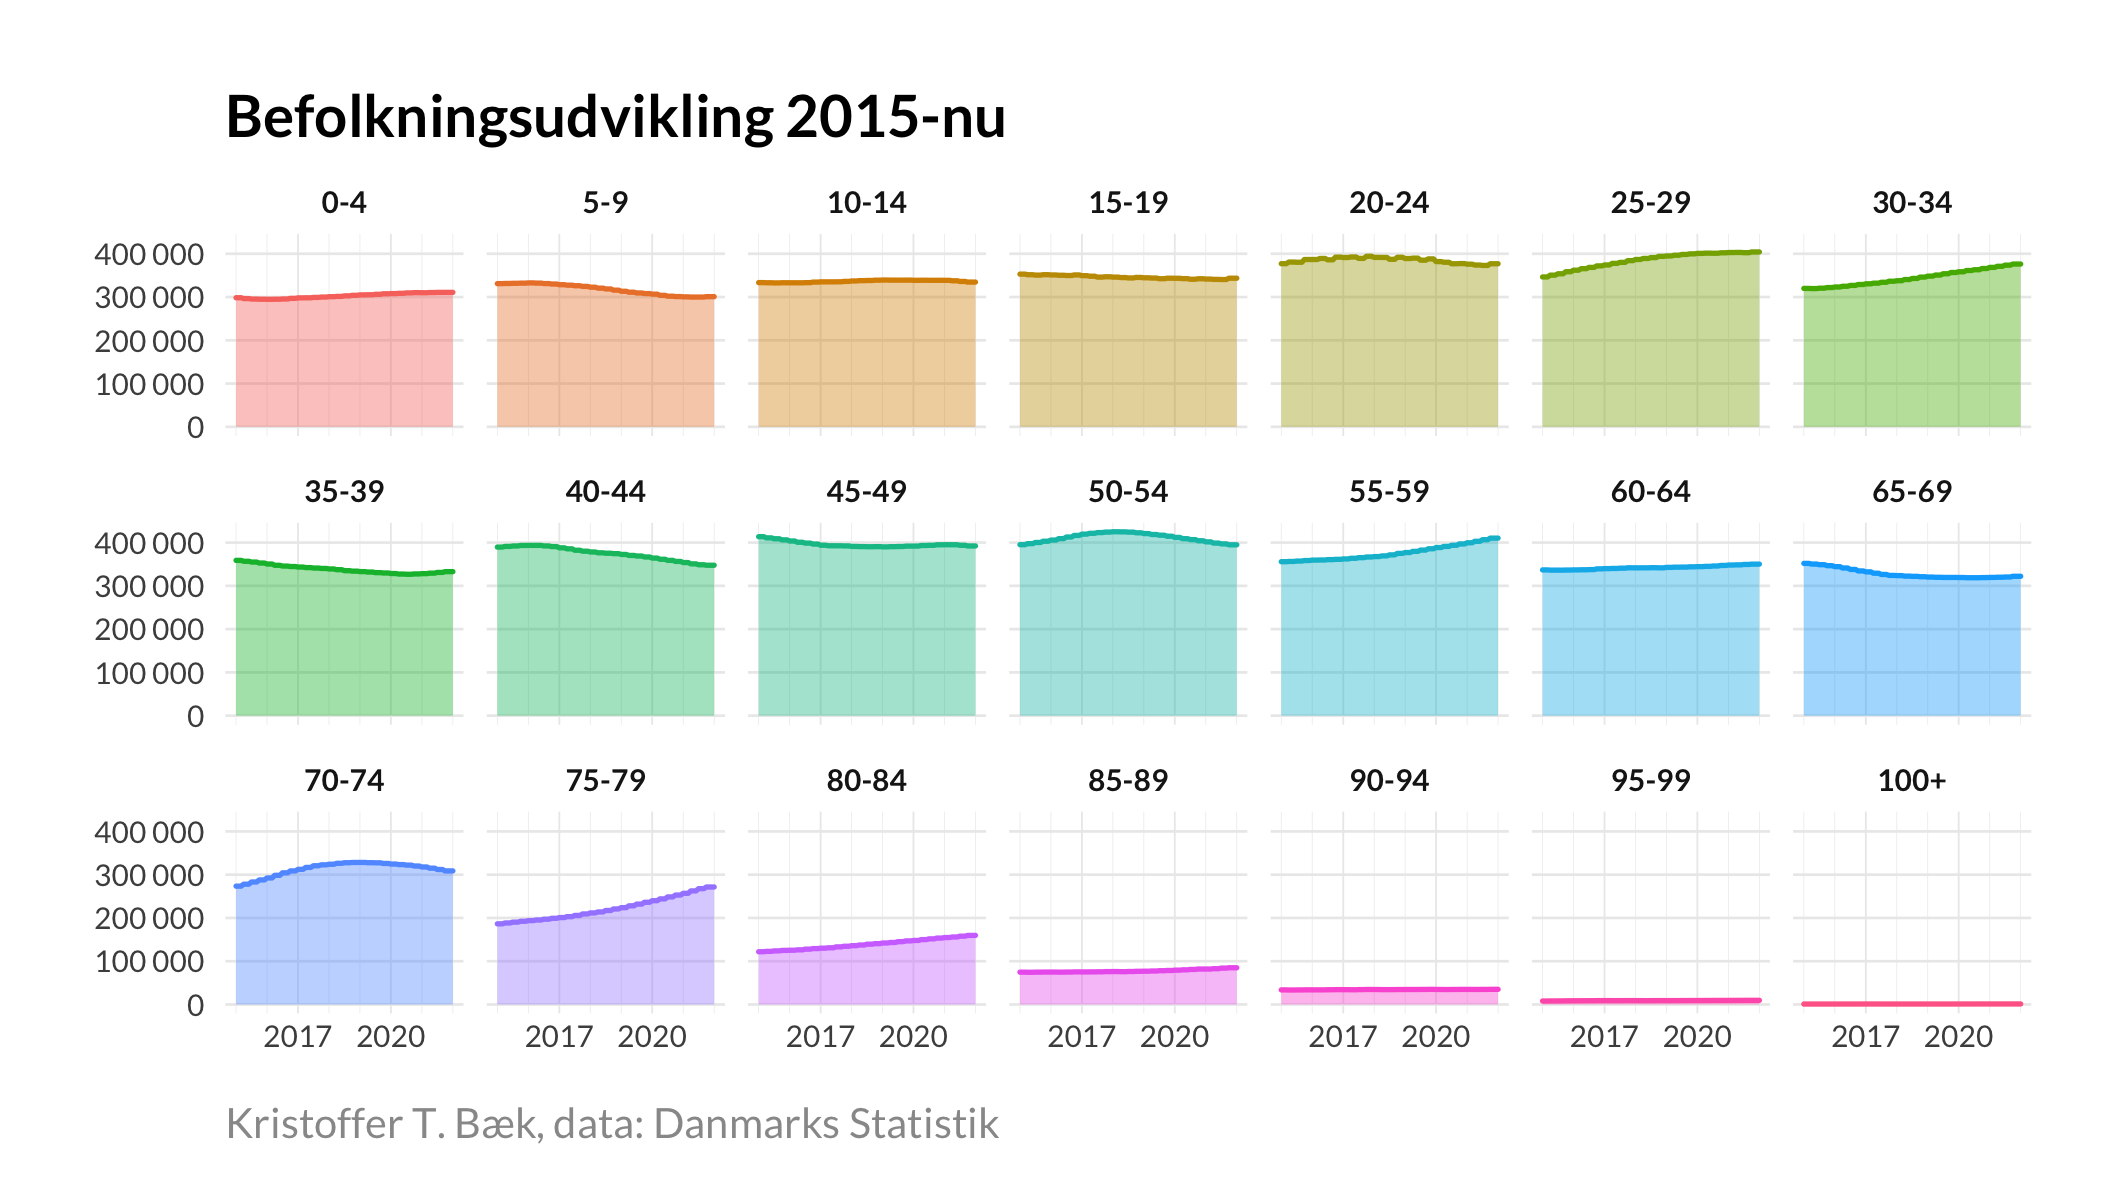 Befolkningsudvikling 2015-nu
0-4 5-9 10-14 15-19 20-24 25-29 30-34
400 000
300 000
200 000
100 000
0
35-39 40-44 45-49 50-54 55-59 60-64 65-69
400 000
300 000
200 000
100 000
0
70-74 75-79 80-84 85-89 90-94 95-99 100+
400 000
300 000
200 000
100 000
0
2017 2020 2017 2020 2017 2020 2017 2020 2017 2020 2017 2020 2017 2020
Kristoffer T. Bæk, data: Danmarks Statistik